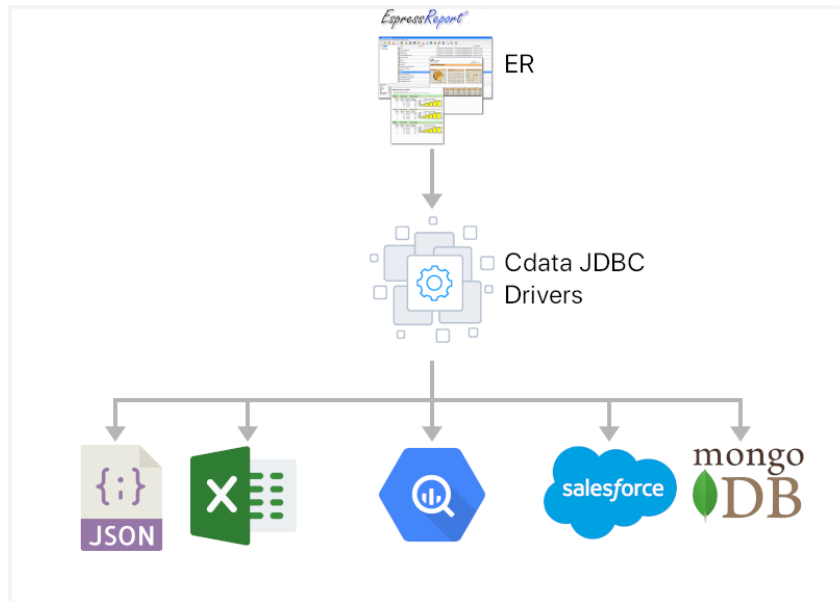 EspressReport®
ER
Cdata JDBC
Drivers
{;}
JSON
X
salesforce
mongo
DB